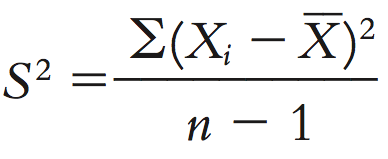 S² = Σ(Xᵢ − X̅)² / n − 1